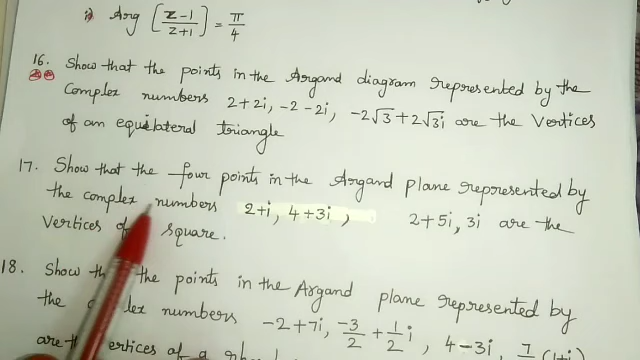 ii) Arg [z-1/z+1] = π/4
16. Show that the points in the Argand diagram represented by the
Complex numbers 2+2i, -2-2i, -2√3+2√3i are the vertices
of an equilateral triangle
17. Show that the four points in the Argand plane represented by
the complex numbers 2+i, 4+3i, 2+5i, 3i are the
vertices of square.
18. Show the points in the Argand plane represented by
the numbers -2+7i, -3/2+1/2i, 4-3i, 7/2(1+i)
are the vertices of a